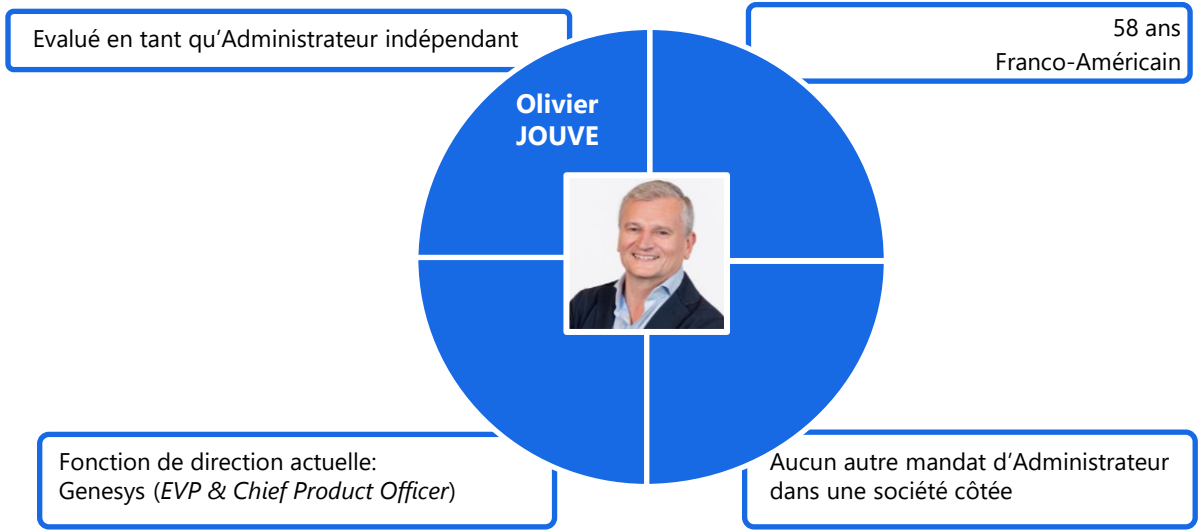 Evalué en tant qu'Administrateur indépendant
58 ans
Franco-Américain
Olivier
JOUVE
Fonction de direction actuelle:
Genesys (EVP & Chief Product Officer)
Aucun autre mandat d'Administrateur
dans une société côtée